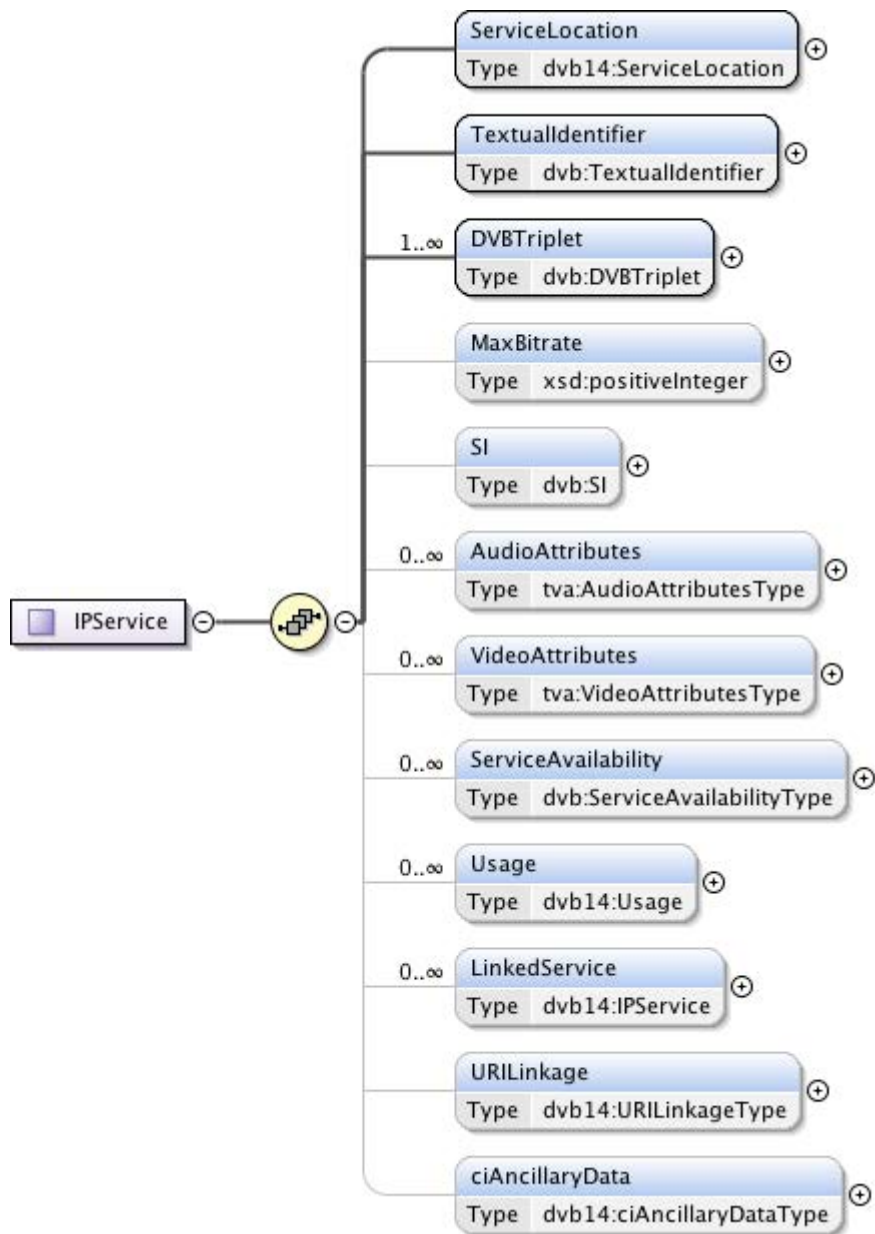 ServiceLocation
Type dvb14:ServiceLocation
TextualIdentifier
Type dvb:TextualIdentifier
1..∞
DVBTriplet
Type dvb:DVBTriplet
MaxBitrate
Type xsd:positiveInteger
SI
Type dvb:SI
0..∞
AudioAttributes
Type tva:AudioAttributesType
IPService
0..∞
VideoAttributes
Type tva:VideoAttributesType
0..∞
ServiceAvailability
Type dvb:ServiceAvailabilityType
0..∞
Usage
Type dvb14:Usage
0..∞
LinkedService
Type dvb14:IPService
URILinkage
Type dvb14:URILinkageType
ciAncillaryData
Type dvb14:ciAncillaryDataType